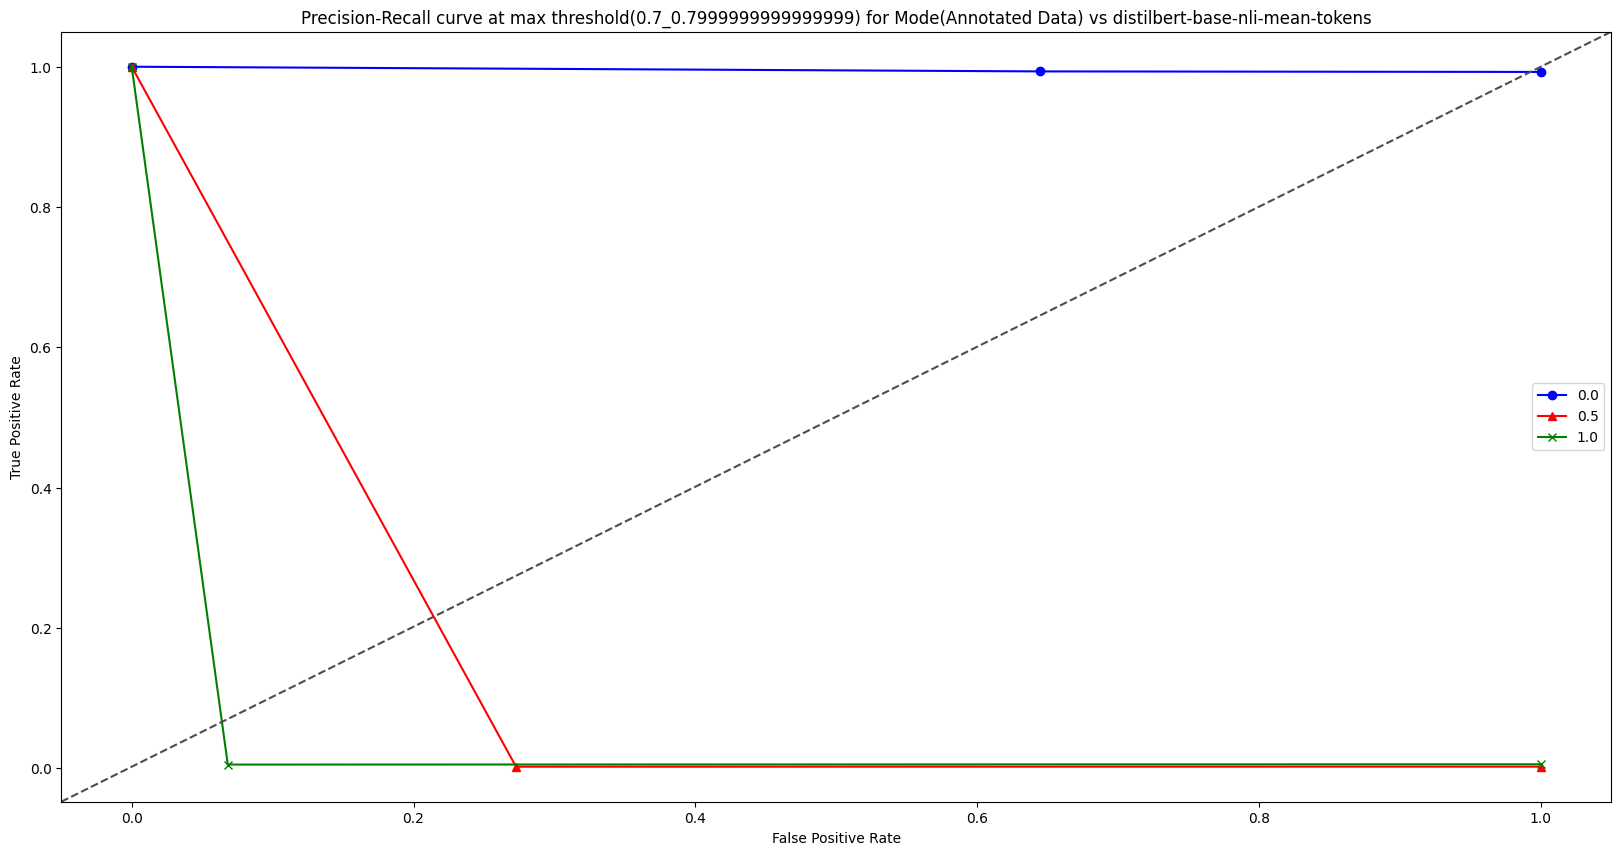 Precision-Recall curve at max threshold(0.7_0.7999999999999999) for Mode(Annotated Data) vs distilbert-base-nli-mean-tokens
1.0
0.8
0.6
0.4
0.2
0.0
True Positive Rate
0.0
0.5
1.0
0.0 0.2 0.4 0.6 0.8 1.0
False Positive Rate